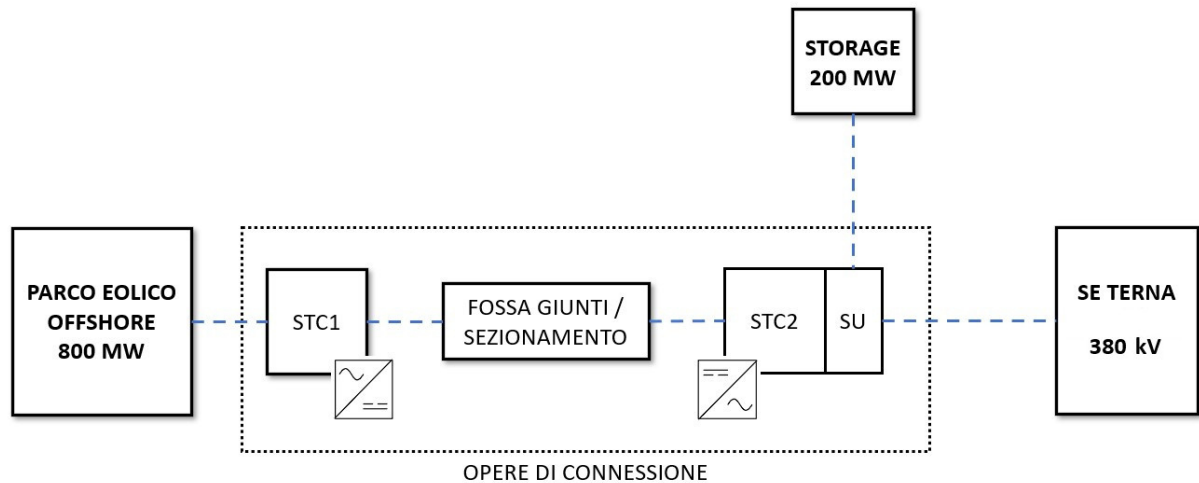 STORAGE
200 MW
PARCO EOLICO
OFFSHORE
800 MW
STC1
FOSSA GIUNTI /
SEZIONAMENTO
STC2
SU
SE TERNA
380 kV
OPERE DI CONNESSIONE